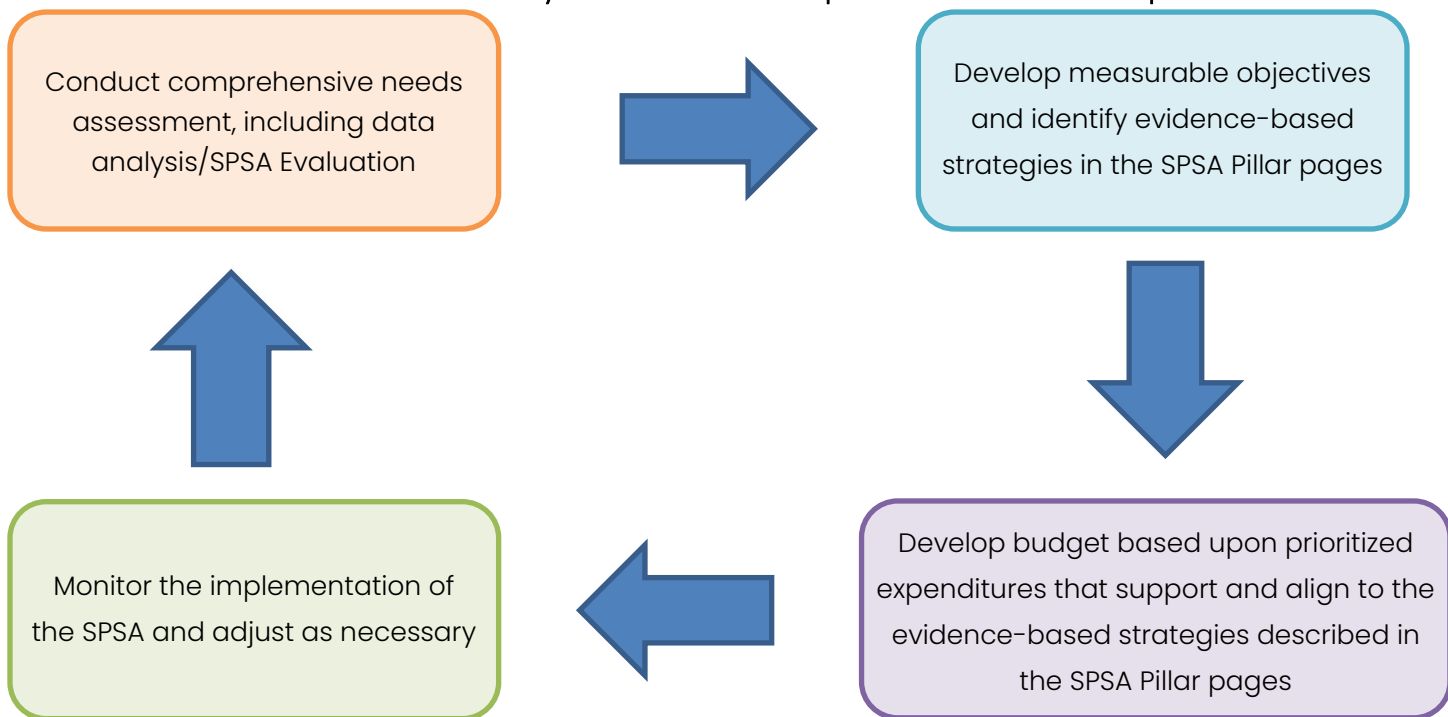 Conduct comprehensive needs
assessment, including data
analysis/SPSA Evaluation
Develop measurable objectives
and identify evidence-based
strategies in the SPSA Pillar pages
Develop budget based upon prioritized
expenditures that support and align to the
evidence-based strategies described in
the SPSA Pillar pages
Monitor the implementation of
the SPSA and adjust as necessary